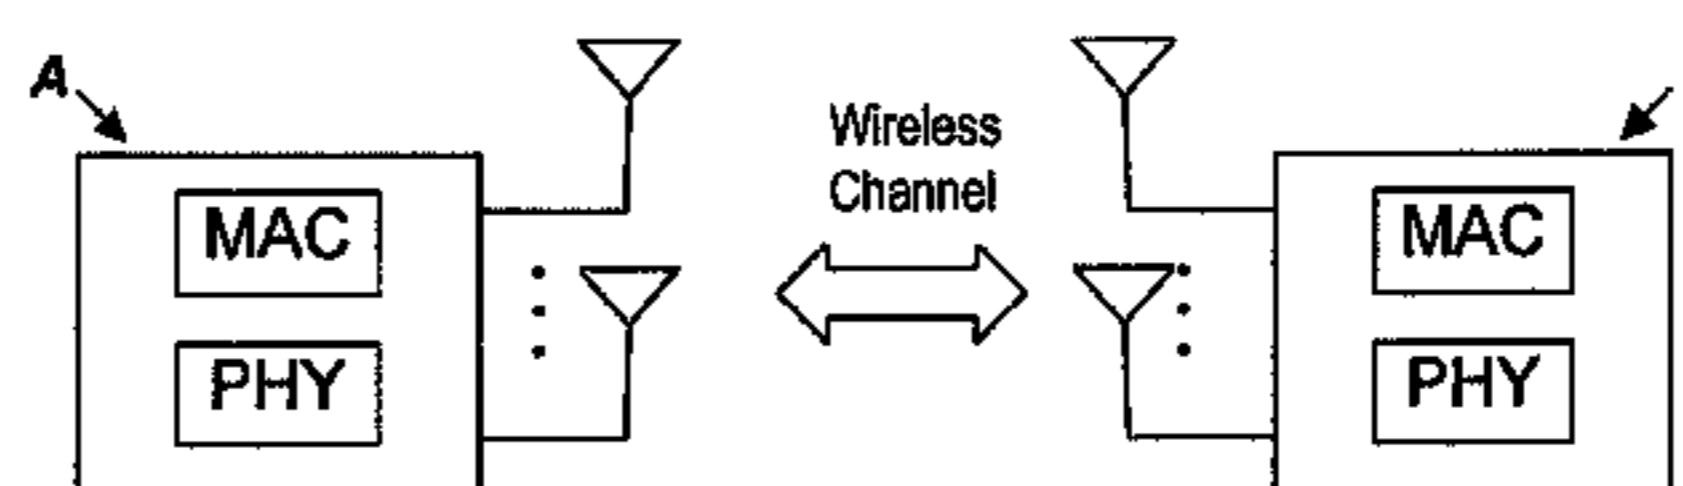 A
Wireless
Channel
MAC
MAC
PHY
PHY